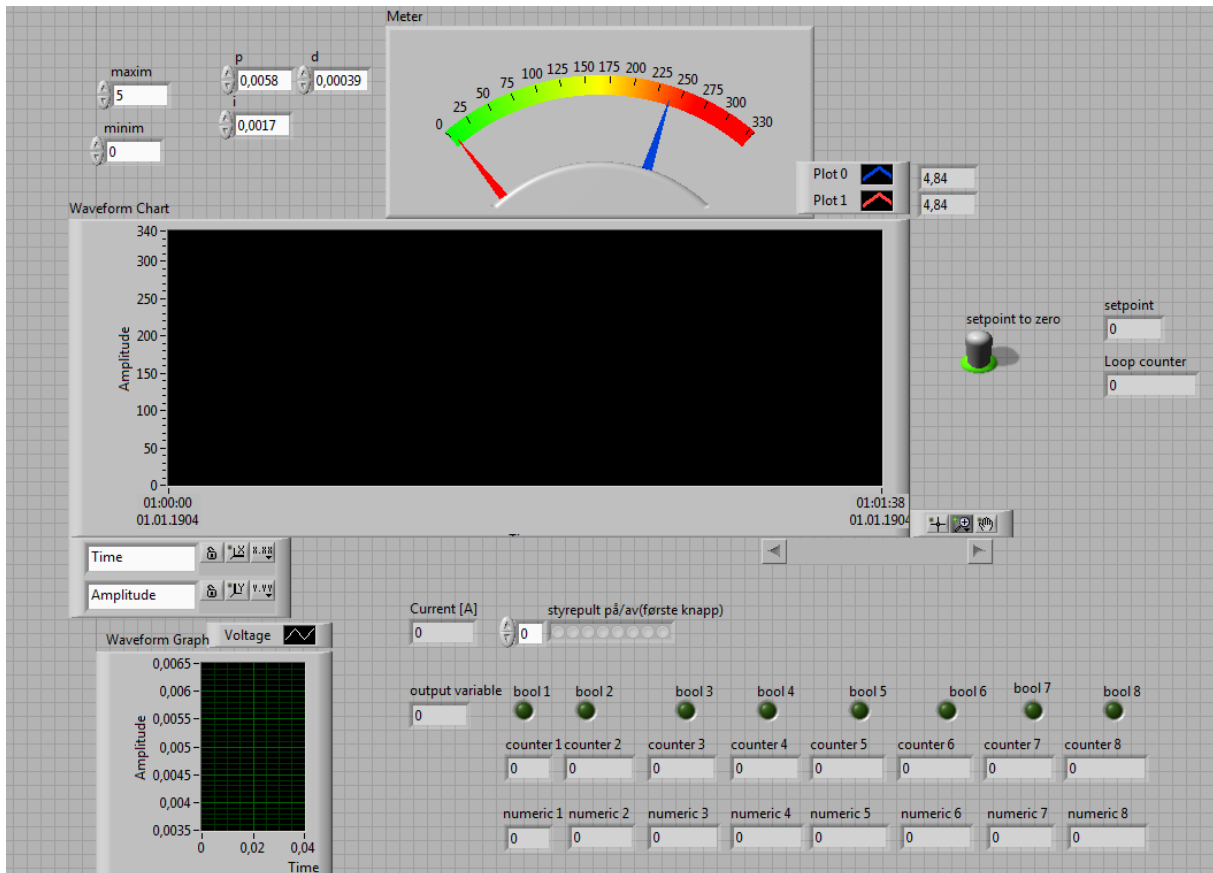 Meter
maxim
5
minim
0
p
0,0058
d
0,00039
i
0,0017
0 25 50 75 100 125 150 175 200 225 250 275 300 330
Plot 0
4,84
Plot 1
4,84
Waveform Chart
Amplitude
340
300
250
200
150
100
50
0
01:00:00
01.01.1904
01:01:38
01.01.1904
setpoint to zero
setpoint
0
Loop counter
0
Time
X.XX
Amplitude
Y.YY
Waveform Graph
Voltage
Amplitude
0,0065
0,006
0,0055
0,005
0,0045
0,004
0,0035
0 0,02 0,04
Time
Current [A]
0
styrepult på/av(første knapp)
0
output variable
0
bool 1 bool 2 bool 3 bool 4 bool 5 bool 6 bool 7 bool 8
counter 1 counter 2 counter 3 counter 4 counter 5 counter 6 counter 7 counter 8
0 0 0 0 0 0 0 0
numeric 1 numeric 2 numeric 3 numeric 4 numeric 5 numeric 6 numeric 7 numeric 8
0 0 0 0 0 0 0 0